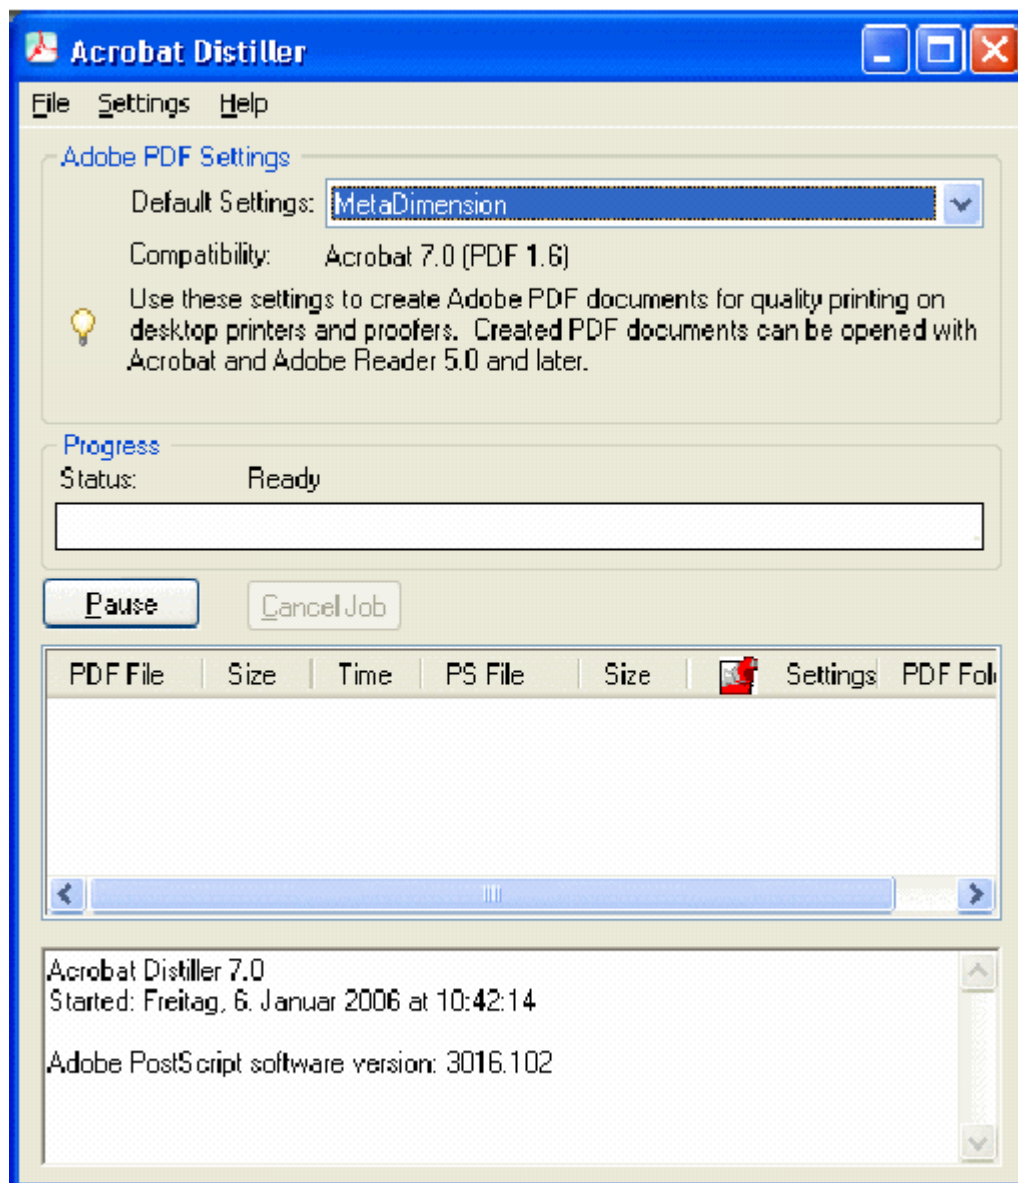 Acrobat Distiller
File Settings Help
Adobe PDF Settings
Default Settings: MetaDimension
Compatibility: Acrobat 7.0 (PDF 1.6)
Use these settings to create Adobe PDF documents for quality printing on
desktop printers and proofers. Created PDF documents can be opened with
Acrobat and Adobe Reader 5.0 and later.
Progress
Status: Ready
Pause Cancel Job
PDF File Size Time PS File Size Settings PDF Fol
Acrobat Distiller 7.0
Started: Freitag, 6. Januar 2006 at 10:42:14
Adobe PostScript software version: 3016.102